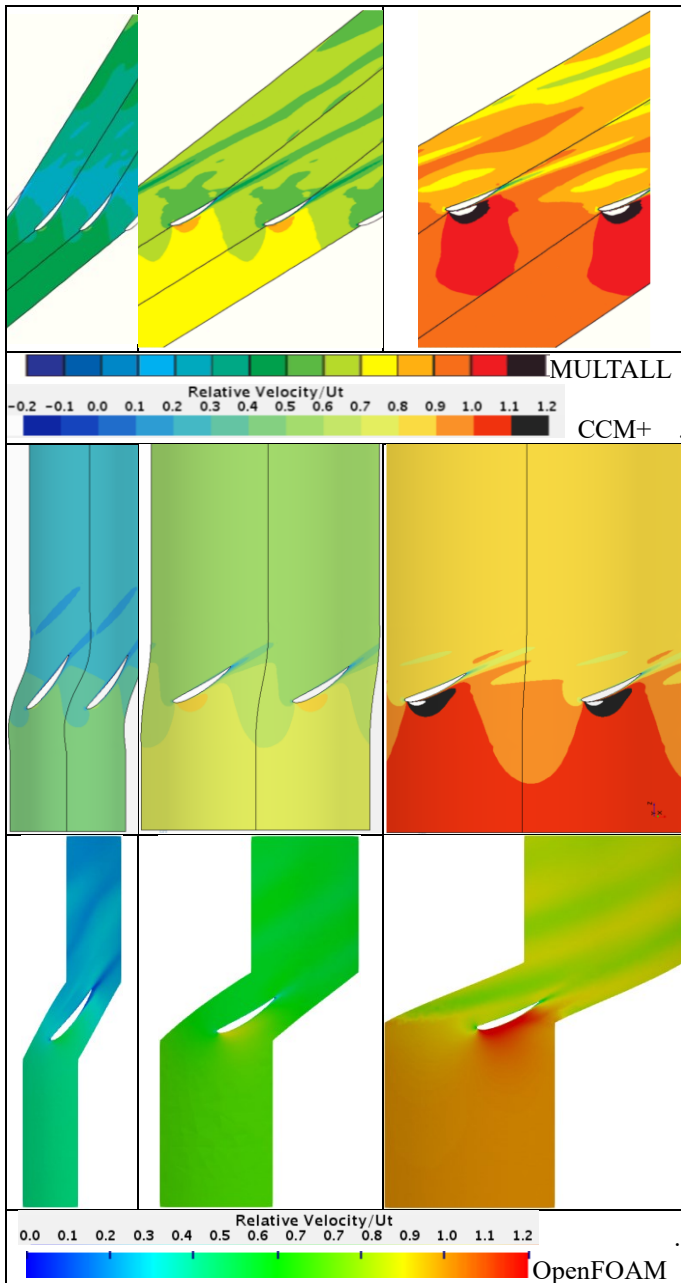 MULTALL
Relative Velocity/Ut
-0.2 -0.1 0.0 0.1 0.2 0.3 0.4 0.5 0.6 0.7 0.8 0.9 1.0 1.1 1.2
CCM+ .
Relative Velocity/Ut .
0.0 0.1 0.2 0.3 0.4 0.5 0.6 0.7 0.8 0.9 1.0 1.1 1.2
OpenFOAM